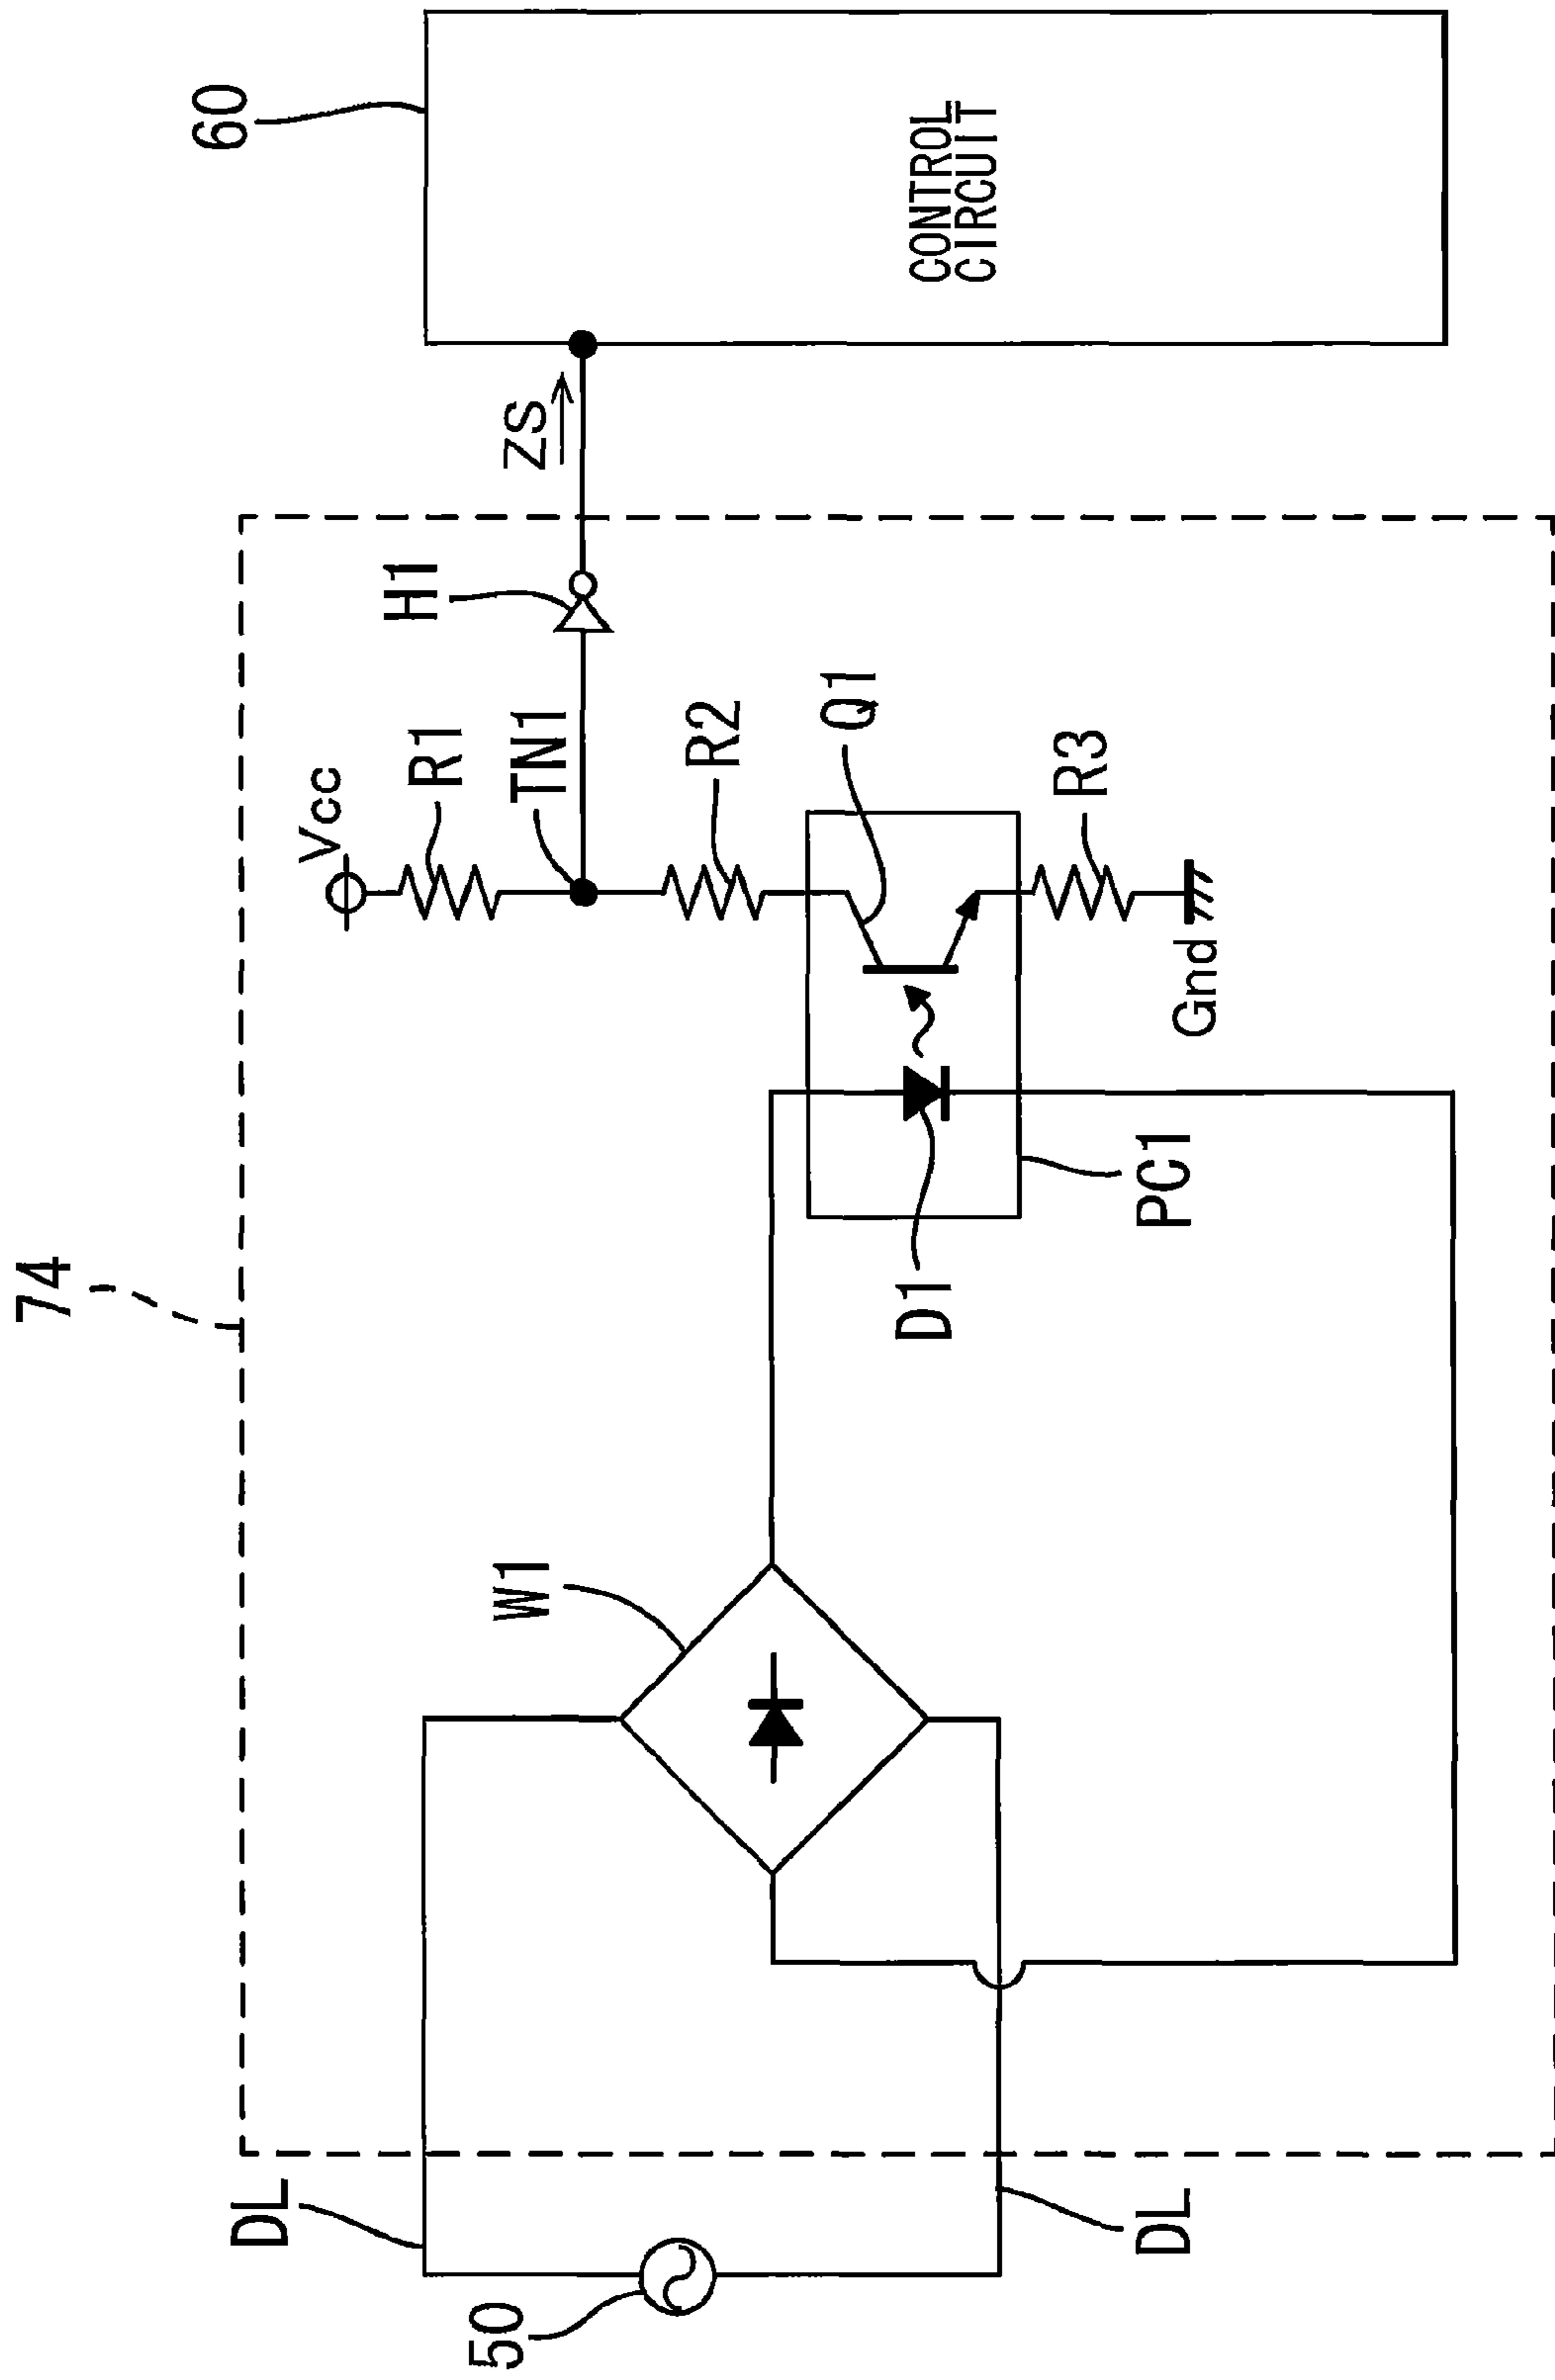 74
60
Vcc
R1
H1
ZS
TN1
R2
CONTROL
CIRCUIT
Q1
R3
Gnd
W1
D1
PC1
DL
50
DL